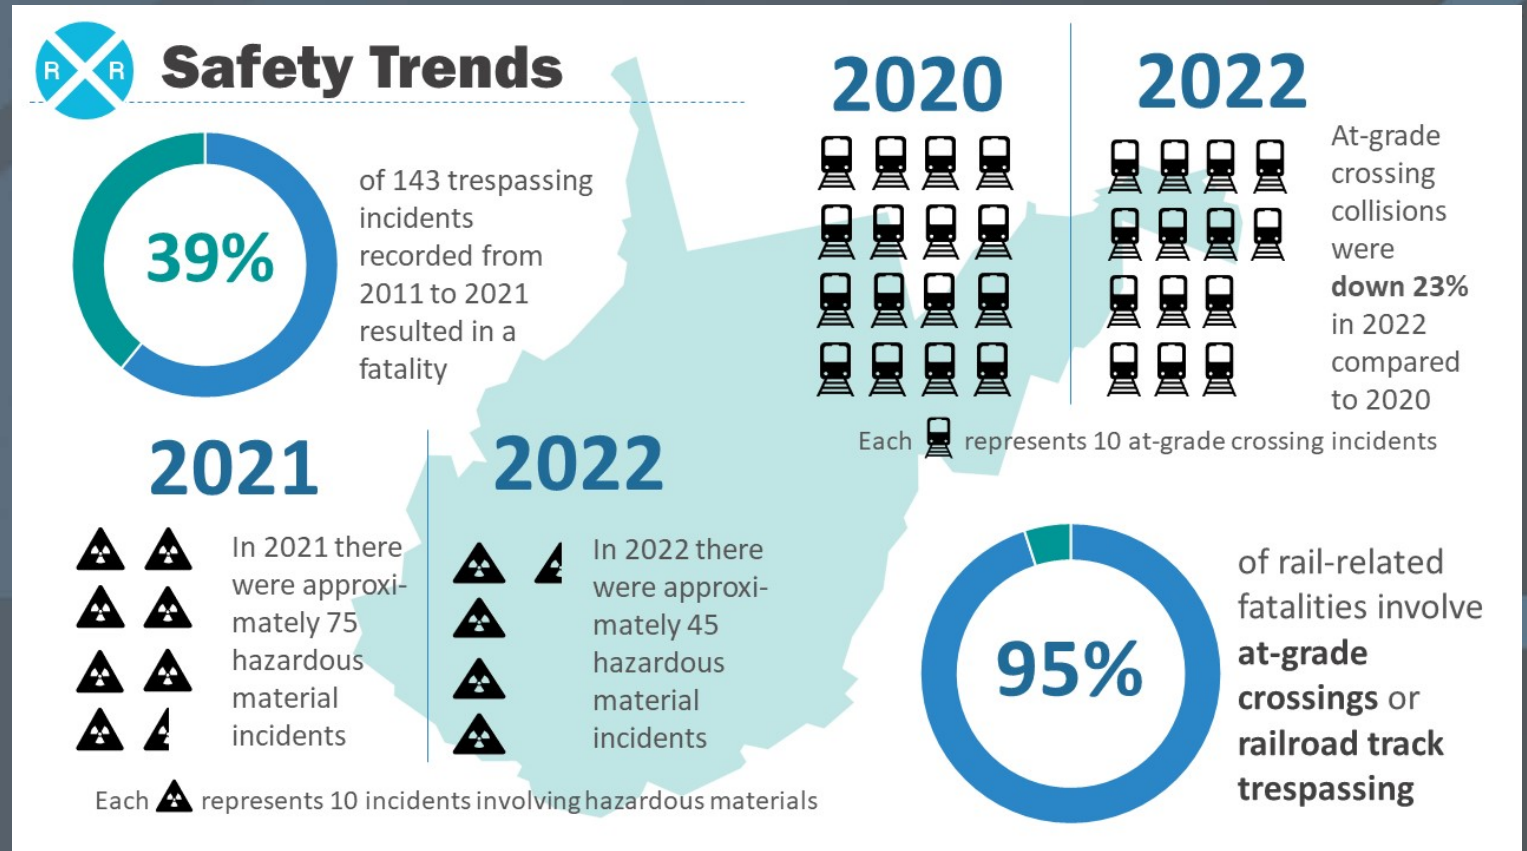 R R
Safety Trends
39%
of 143 trespassing
incidents
recorded from
2011 to 2021
resulted in a
fatality
2020
2022
At-grade
crossing
collisions
were
down 23%
in 2022
compared
to 2020
Each represents 10 at-grade crossing incidents
2021
In 2021 there
were approxi-
mately 75
hazardous
material
incidents
2022
In 2022 there
were approxi-
mately 45
hazardous
material
incidents
Each represents 10 incidents involving hazardous materials
95%
of rail-related
fatalities involve
at-grade
crossings or
railroad track
trespassing